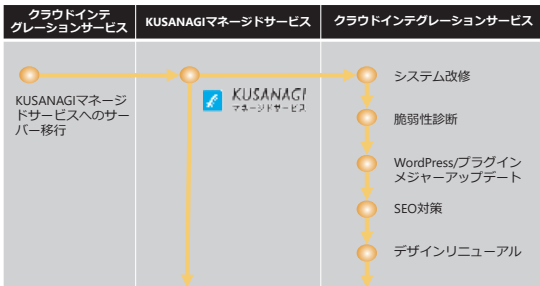 クラウドインテ
グレーションサービス
KUSANAGIマネージドサービス
クラウドインテグレーションサービス
KUSANAGIマネージ
ドサービスへのサー
バー移行
KUSANAGI
マネージドサービス
システム改修
脆弱性診断
WordPress/プラグイン
メジャーアップデート
SEO対策
デザインリニューアル